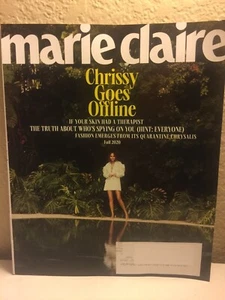 marie claire
Chrissy
Goes
Offline
IF YOUR SKIN HAD A THERAPIST
THE TRUTH ABOUT WHO'S SPYING ON YOU (HINT: EVERYONE)
FASHION EMERGES FROM ITS QUARANTINE CHRYSALIS
Fall 2020